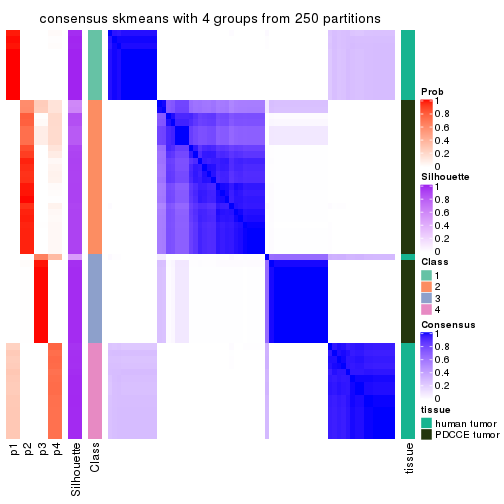 consensus skmeans with 4 groups from 250 partitions
Prob
1
0.8
0.6
0.4
0.2
0
Silhouette
1
0.8
0.6
0.4
0.2
0
Class
1
2
3
4
Consensus
1
0.8
0.6
0.4
0.2
0
tissue
human tumor
PDCCE tumor
p1
p2
p3
p4
Silhouette
Class
tissue